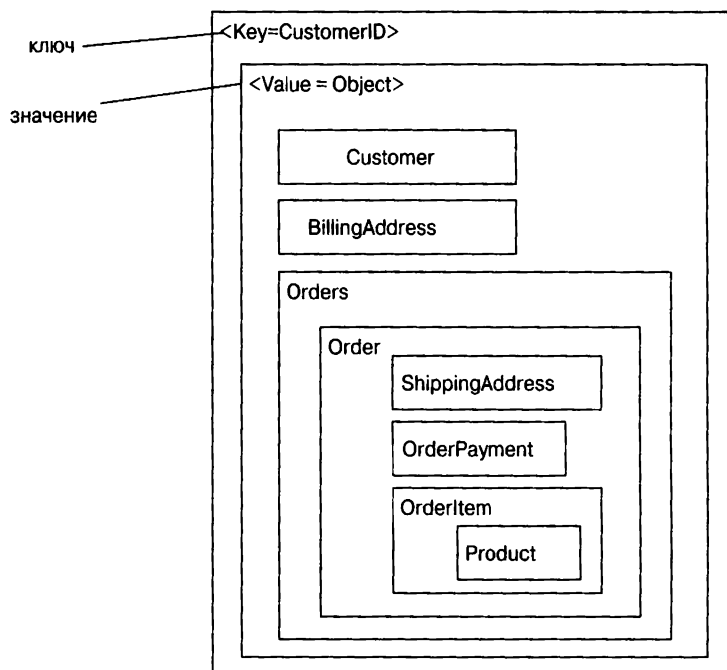 ключ
<Key=CustomerID>
значение
<Value = Object>
Customer
BillingAddress
Orders
Order
ShippingAddress
OrderPayment
OrderItem
Product